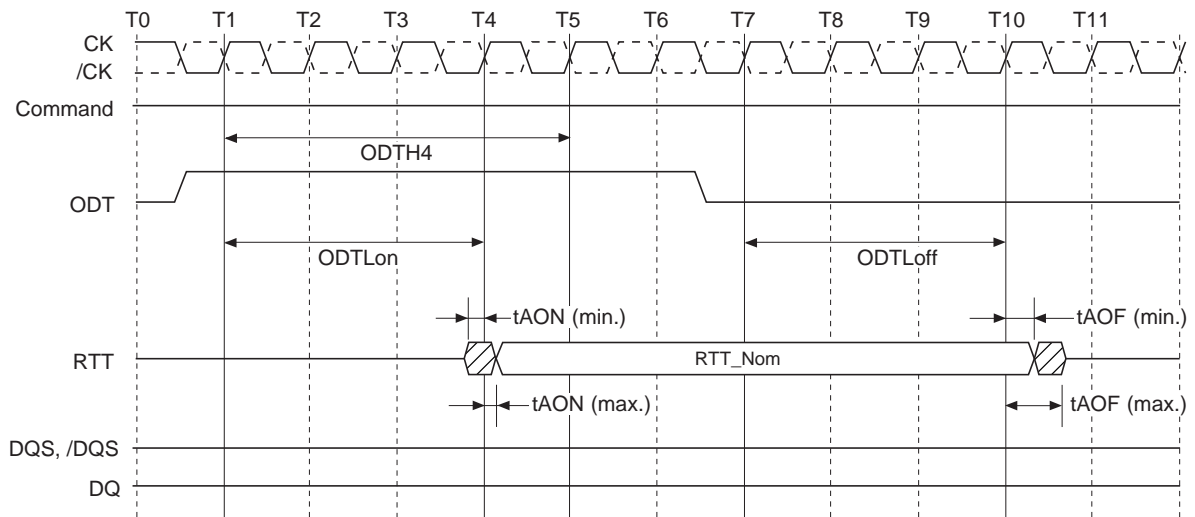 T0 T1 T2 T3 T4 T5 T6 T7 T8 T9 T10 T11
CK
/CK
Command
ODTH4
ODT
ODTLon
ODTLoff
tAON (min.)
tAOF (min.)
RTT
RTT_Nom
tAON (max.)
tAOF (max.)
DQS, /DQS
DQ